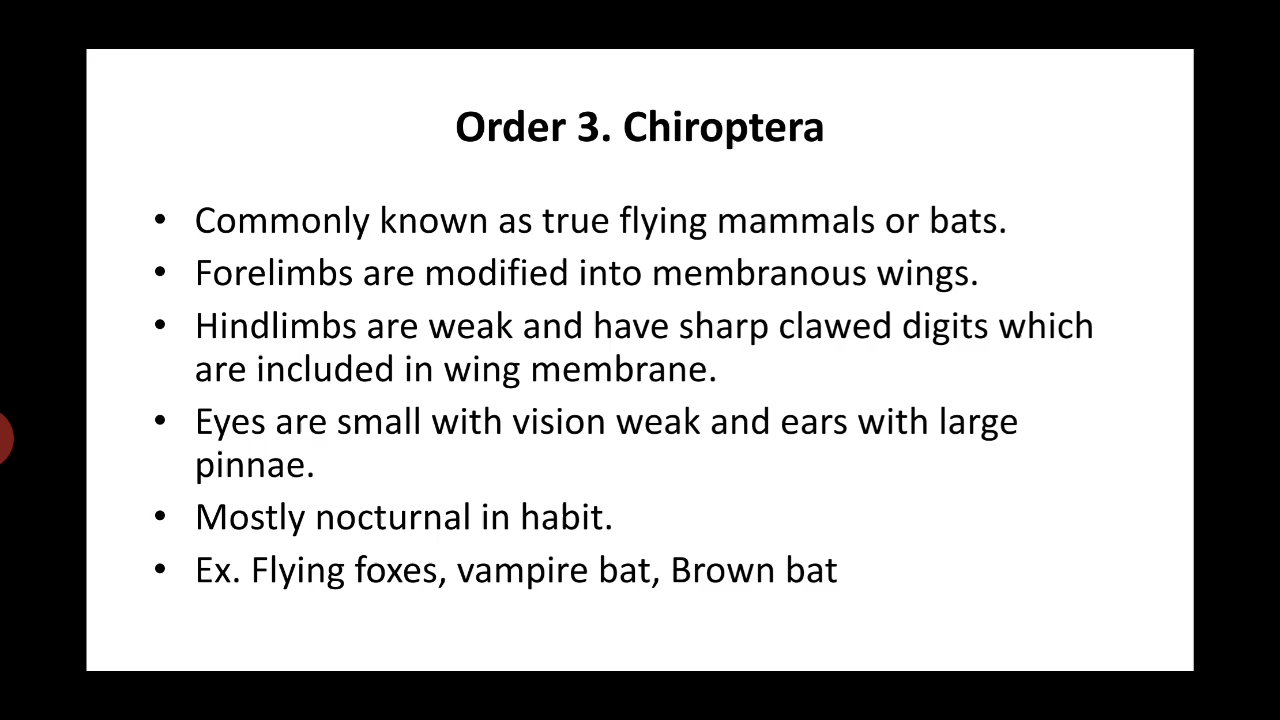 Order 3. Chiroptera
• Commonly known as true flying mammals or bats.
• Forelimbs are modified into membranous wings.
• Hindlimbs are weak and have sharp clawed digits which
are included in wing membrane.
• Eyes are small with vision weak and ears with large
pinnae.
• Mostly nocturnal in habit.
• Ex. Flying foxes, vampire bat, Brown bat